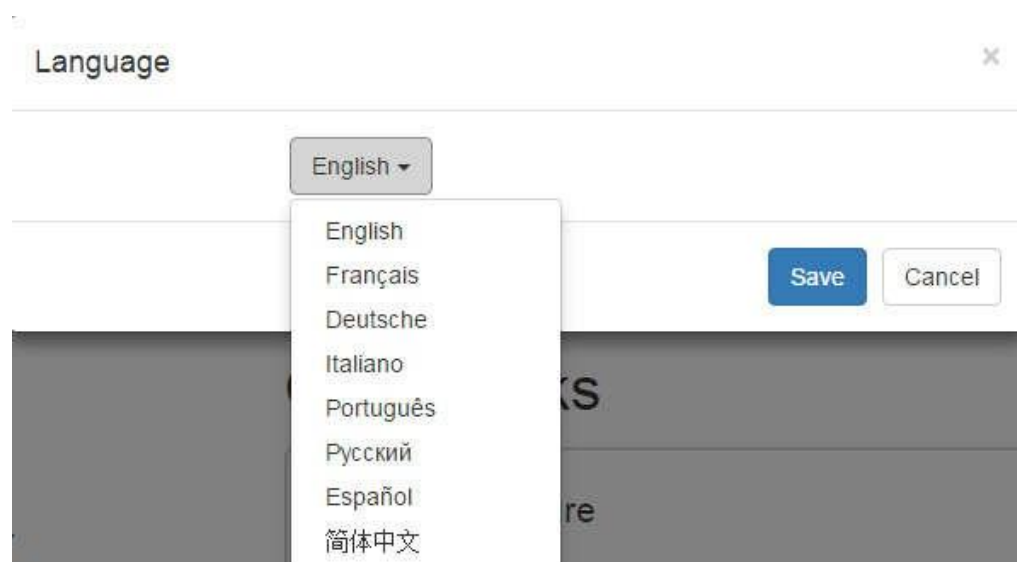 Language ×
English
English
Français
Deutsche
Italiano
Português
Save Cancel
Русский
Español
简体中文